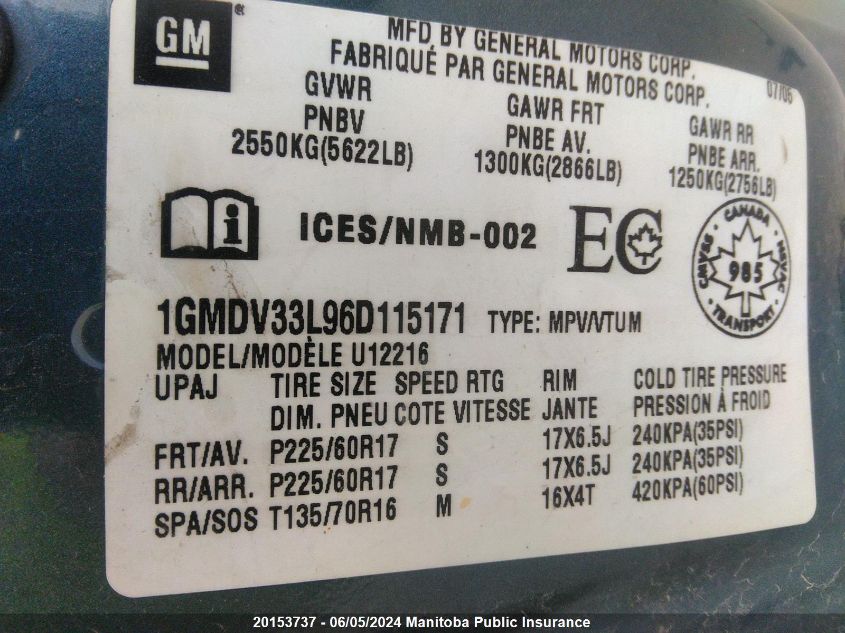 GM®
MFD BY GENERAL MOTORS CORP.
FABRIQUÉ PAR GENERAL MOTORS CORP.
07/05
GVWR GAWR FRT GAWR RR
PNBV PNBE AV. PNBE ARR.
2550KG(5622LB) 1300KG(2866LB) 1250KG(2756LB)
i ICES/NMB-002 EC
CANADA
CMVSS NSVAC
985
TRANSPORT
1GMDV33L96D115171 TYPE: MPV/VTUM
MODEL/MODÈLE U12216
UPAJ TIRE SIZE SPEED RTG RIM COLD TIRE PRESSURE
DIM. PNEU COTE VITESSE JANTE PRESSION À FROID
FRT/AV. P225/60R17 S 17X6.5J 240KPA(35PSI)
RR/ARR. P225/60R17 S 17X6.5J 240KPA(35PSI)
SPA/SOS T135/70R16 M 16X4T 420KPA(60PSI)
20153737 - 06/05/2024 Manitoba Public Insurance